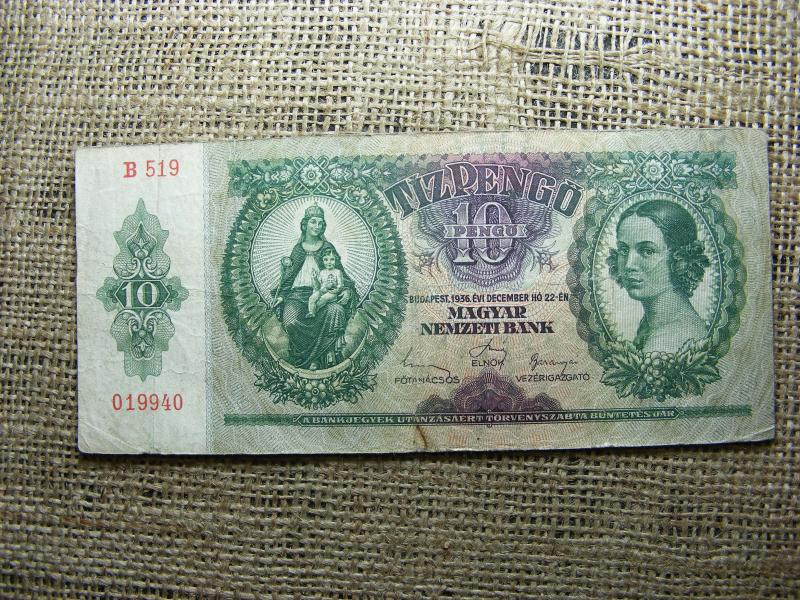 B 519
TÍZPENGŐ
10
PENGŐ
10
BUDAPEST, 1936. ÉVI DECEMBER HÓ 22-ÉN
MAGYAR
NEMZETI BANK
ELNÖK
FŐTANÁCSOS VEZÉRIGAZGATÓ
019940
A BANKJEGYEK UTÁNZÁSÁÉRT TÖRVÉNYSZABTA BÜNTETÉS JÁR